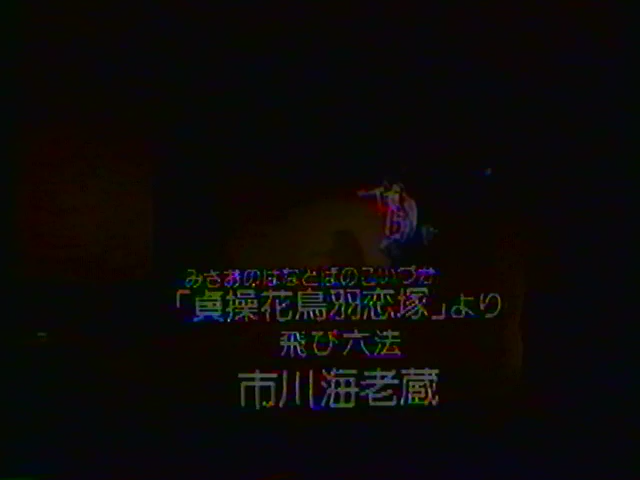 みさおのはなとばのこいづか
「貞操花鳥羽恋塚」より
飛び六法
市川海老蔵